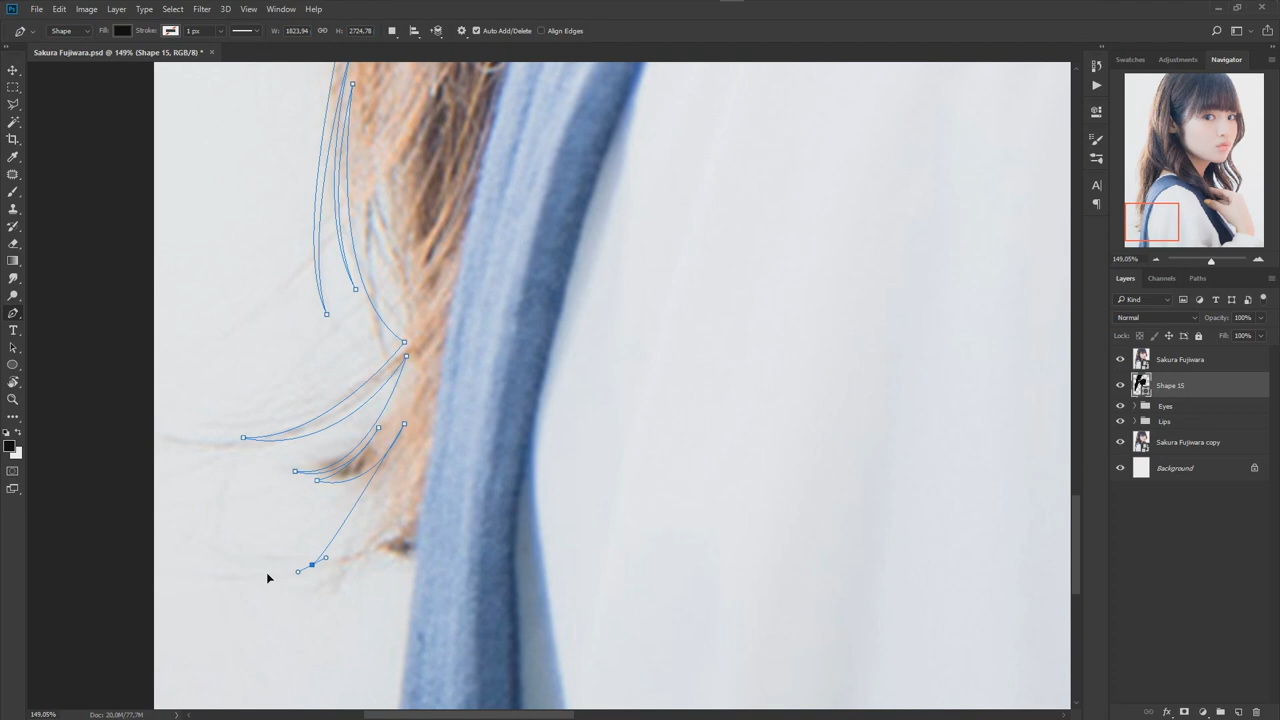 Ps File Edit Image Layer Type Select Filter 3D View Window Help
Shape Fill: Stroke: 1 px W: 1823,94 H: 2724,78 Auto Add/Delete Align Edges
Sakura Fujiwara.psd @ 149% (Shape 15, RGB/8) * ×
Swatches Adjustments Navigator
149,05%
Layers Channels Paths
Kind
Normal Opacity: 100%
Lock: Fill: 100%
Sakura Fujiwara
Shape 15
Eyes
Lips
Sakura Fujiwara copy
Background
149,05% Doc: 20,0M/77,7M